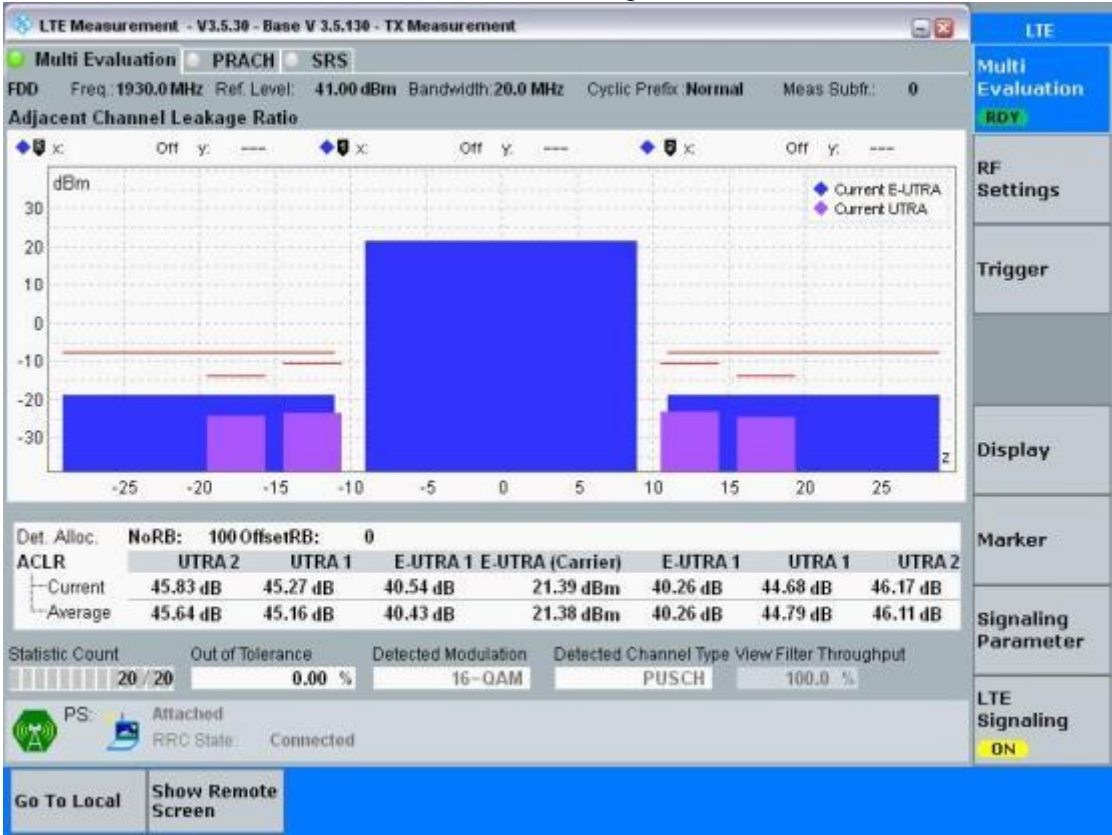 LTE Measurement - V3.5.30 - Base V 3.5.130 - TX Measurement
LTE
Multi Evaluation PRACH SRS
Multi
Evaluation
RDY
FDD Freq.: 1930.0 MHz Ref. Level: 41.00 dBm Bandwidth: 20.0 MHz Cyclic Prefix: Normal Meas Subfr.: 0
Adjacent Channel Leakage Ratio
x: Off y: --- x: Off y: --- x: Off y: ---
RF
Settings
dBm
Current E-UTRA
Current UTRA
30
20
10
0
-10
-20
-30
z
-25 -20 -15 -10 -5 0 5 10 15 20 25
Trigger
Display
Marker
Signaling
Parameter
LTE
Signaling
ON
Det. Alloc. NoRB: 100 OffsetRB: 0
ACLR UTRA 2 UTRA 1 E-UTRA 1 E-UTRA (Carrier) E-UTRA 1 UTRA 1 UTRA 2
Current 45.83 dB 45.27 dB 40.54 dB 21.39 dBm 40.26 dB 44.68 dB 46.17 dB
Average 45.64 dB 45.16 dB 40.43 dB 21.38 dBm 40.26 dB 44.79 dB 46.11 dB
Statistic Count Out of Tolerance Detected Modulation Detected Channel Type View Filter Throughput
20 / 20 0.00 % 16-QAM PUSCH 100.0 %
PS: Attached
RRC State: Connected
Go To Local
Show Remote
Screen